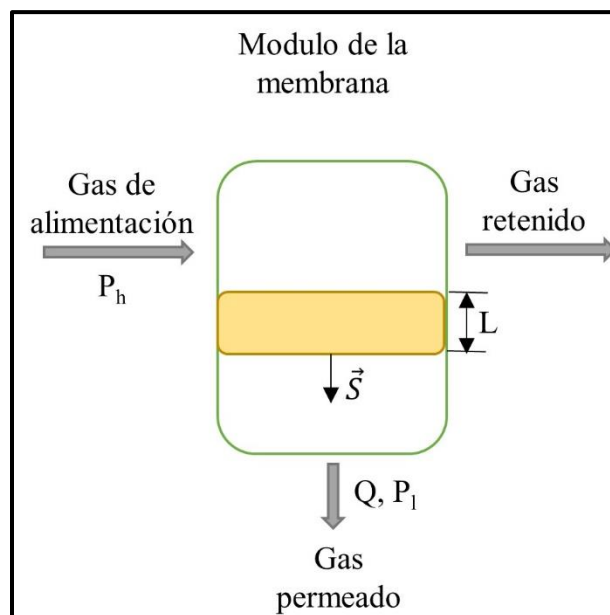 Modulo de la
membrana
Gas de
alimentación
P_h
Gas
retenido
L
S⃗
Q, P_l
Gas
permeado